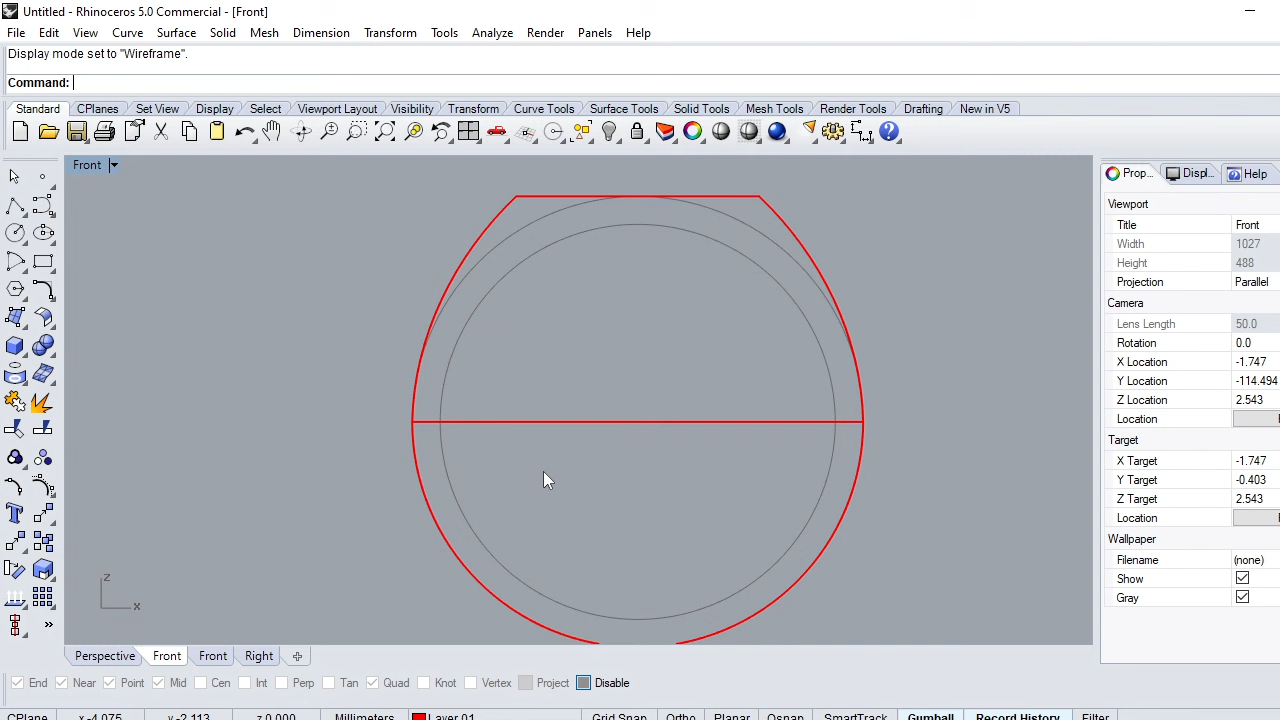 Untitled - Rhinoceros 5.0 Commercial - [Front]
File Edit View Curve Surface Solid Mesh Dimension Transform Tools Analyze Render Panels Help
Display mode set to "Wireframe".
Command:
Standard CPlanes Set View Display Select Viewport Layout Visibility Transform Curve Tools Surface Tools Solid Tools Mesh Tools Render Tools Drafting New in V5
Front
Prop... Displ... Help
Viewport
Title Front
Width 1027
Height 488
Projection Parallel
Camera
Lens Length 50.0
Rotation 0.0
X Location -1.747
Y Location -114.494
Z Location 2.543
Location
Target
X Target -1.747
Y Target -0.403
Z Target 2.543
Location
Wallpaper
Filename (none)
Show
Gray
z
x
Perspective Front Front Right
End Near Point Mid Cen Int Perp Tan Quad Knot Vertex Project Disable
CPlane x -4.075 y -2.113 z 0.000 Millimeters Layer 01 Grid Snap Ortho Planar Osnap SmartTrack Gumball Record History Filter